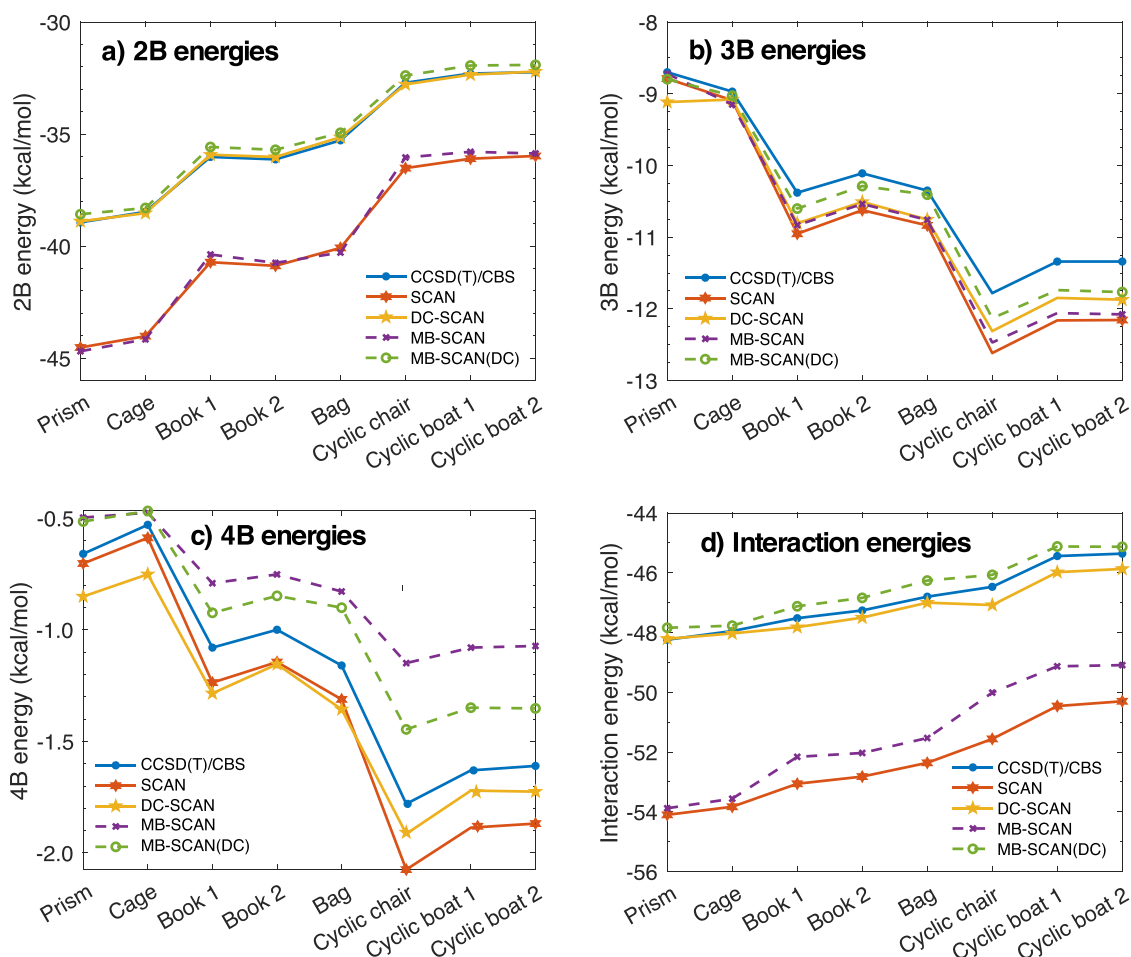 a) 2B energies
2B energy (kcal/mol)
-30
-35
-40
-45
CCSD(T)/CBS
SCAN
DC-SCAN
MB-SCAN
MB-SCAN(DC)
Prism
Cage
Book 1
Book 2
Bag
Cyclic chair
Cyclic boat 1
Cyclic boat 2
b) 3B energies
3B energy (kcal/mol)
-8
-9
-10
-11
-12
-13
CCSD(T)/CBS
SCAN
DC-SCAN
MB-SCAN
MB-SCAN(DC)
Prism
Cage
Book 1
Book 2
Bag
Cyclic chair
Cyclic boat 1
Cyclic boat 2
c) 4B energies
4B energy (kcal/mol)
-0.5
-1.0
-1.5
-2.0
CCSD(T)/CBS
SCAN
DC-SCAN
MB-SCAN
MB-SCAN(DC)
Prism
Cage
Book 1
Book 2
Bag
Cyclic chair
Cyclic boat 1
Cyclic boat 2
d) Interaction energies
Interaction energy (kcal/mol)
-44
-46
-48
-50
-52
-54
-56
CCSD(T)/CBS
SCAN
DC-SCAN
MB-SCAN
MB-SCAN(DC)
Prism
Cage
Book 1
Book 2
Bag
Cyclic chair
Cyclic boat 1
Cyclic boat 2